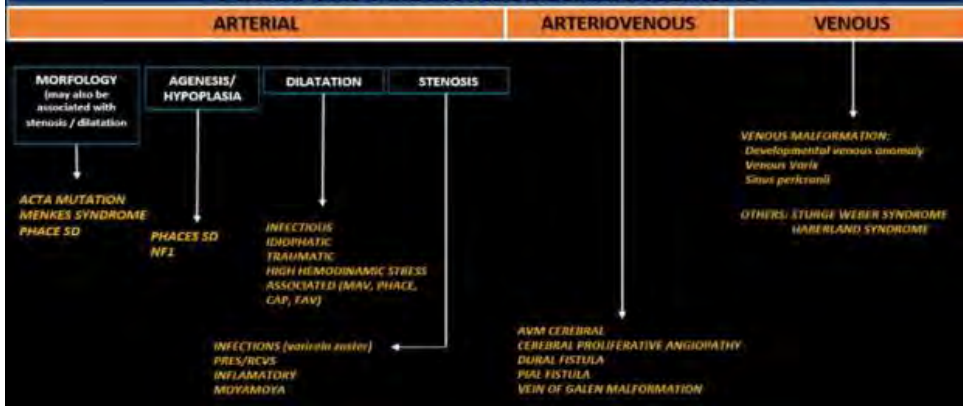 ARTERIAL
ARTERIOVENOUS
VENOUS
MORFOLOGY
(may also be
associated with
stenosis / dilatation
AGENESIS/
HYPOPLASIA
DILATATION
STENOSIS
ACTA MUTATION
MENKES SYNDROME
PHACE SD
PHACES SD
NF1
INFECTIOUS
IDIOPHATIC
TRAUMATIC
HIGH HEMODINAMIC STRESS
ASSOCIATED (MAV, PHACE,
CAP, FAV)
INFECTIONS (varicela zoster)
PRES/RCVS
INFLAMATORY
MOYAMOYA
AVM CEREBRAL
CEREBRAL PROLIFERATIVE ANGIOPATHY
DURAL FISTULA
PIAL FISTULA
VEIN OF GALEN MALFORMATION
VENOUS MALFORMATION:
Developmental venous anomaly
Venous Varix
Sinus pericranii
OTHERS: STURGE WEBER SYNDROME
HABERLAND SYNDROME